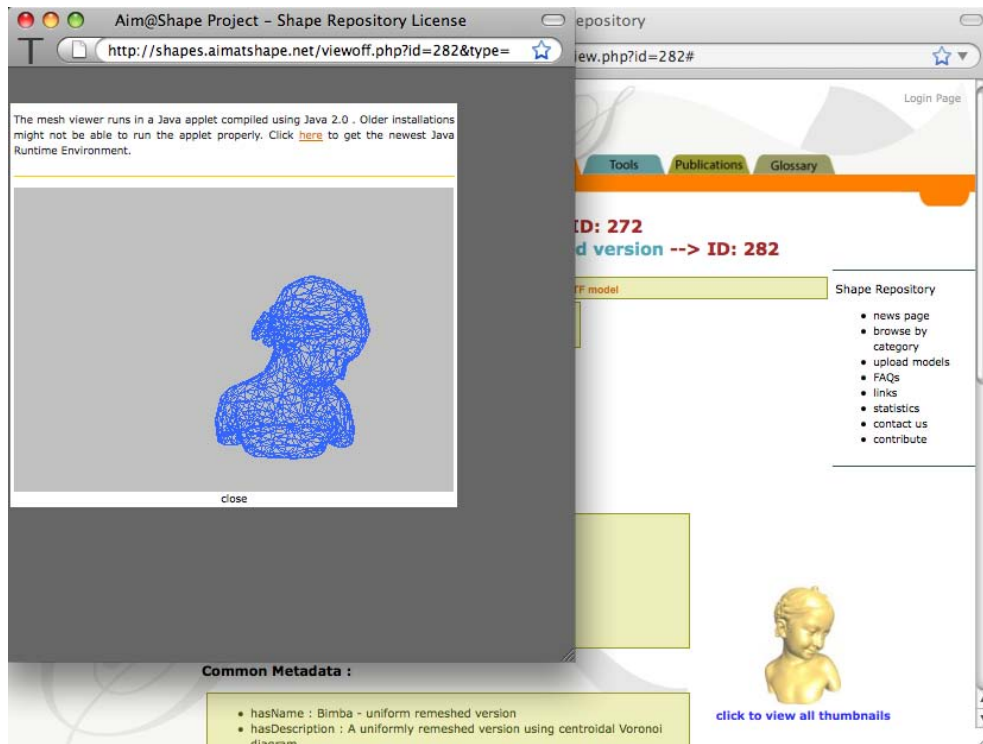 Aim@Shape Project – Shape Repository License
http://shapes.aimatshape.net/viewoff.php?id=282&type=
The mesh viewer runs in a Java applet compiled using Java 2.0 . Older installations
might not be able to run the applet properly. Click here to get the newest Java
Runtime Environment.
close
epository
iew.php?id=282#
Login Page
Tools
Publications
Glossary
ID: 272
d version --> ID: 282
TF model
Shape Repository
news page
browse by
category
upload models
FAQs
links
statistics
contact us
contribute
click to view all thumbnails
Common Metadata :
hasName : Bimba - uniform remeshed version
hasDescription : A uniformly remeshed version using centroidal Voronoi
diagram